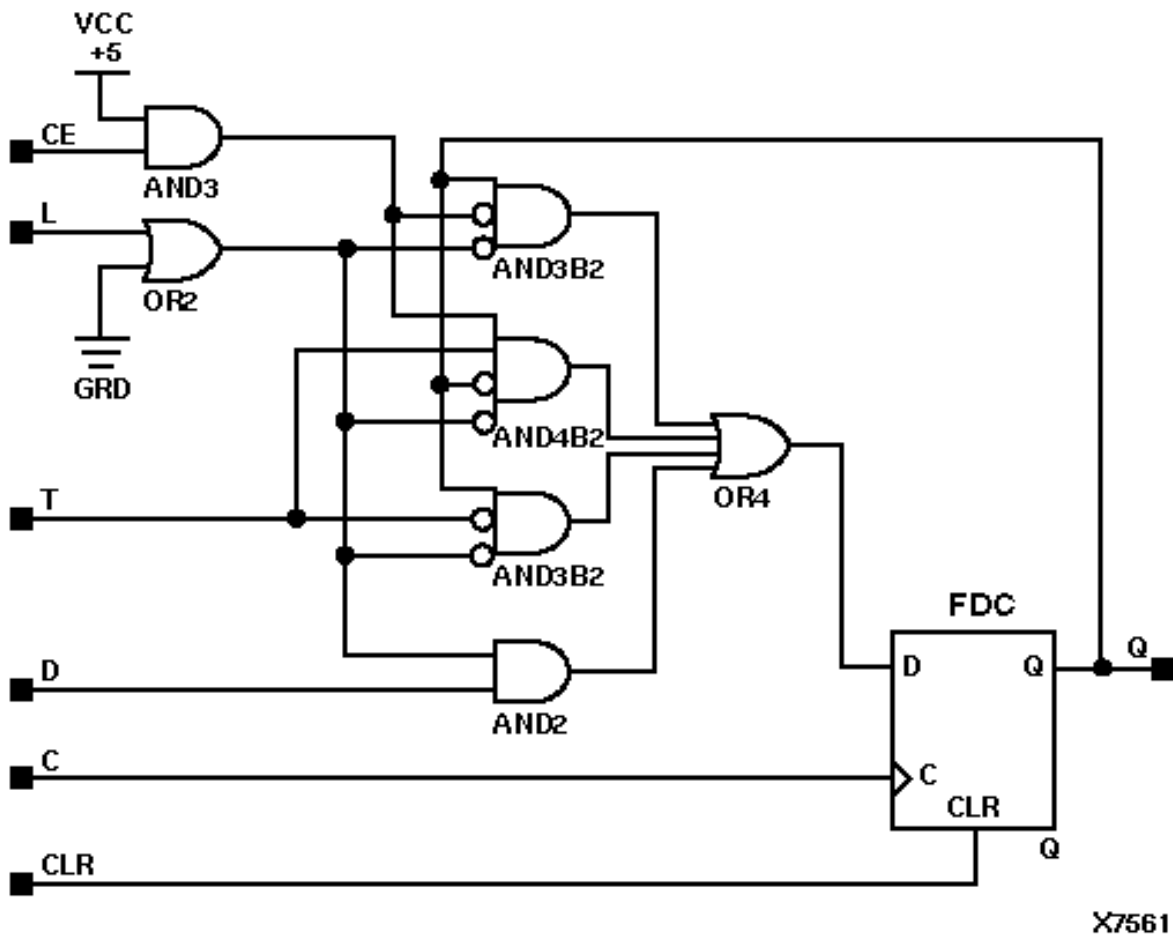 VCC
+5
CE
AND3
L
OR2
GRD
AND3B2
AND4B2
T
AND3B2
OR4
D
AND2
FDC
D
Q
Q
C
C
CLR
Q
CLR
X7561